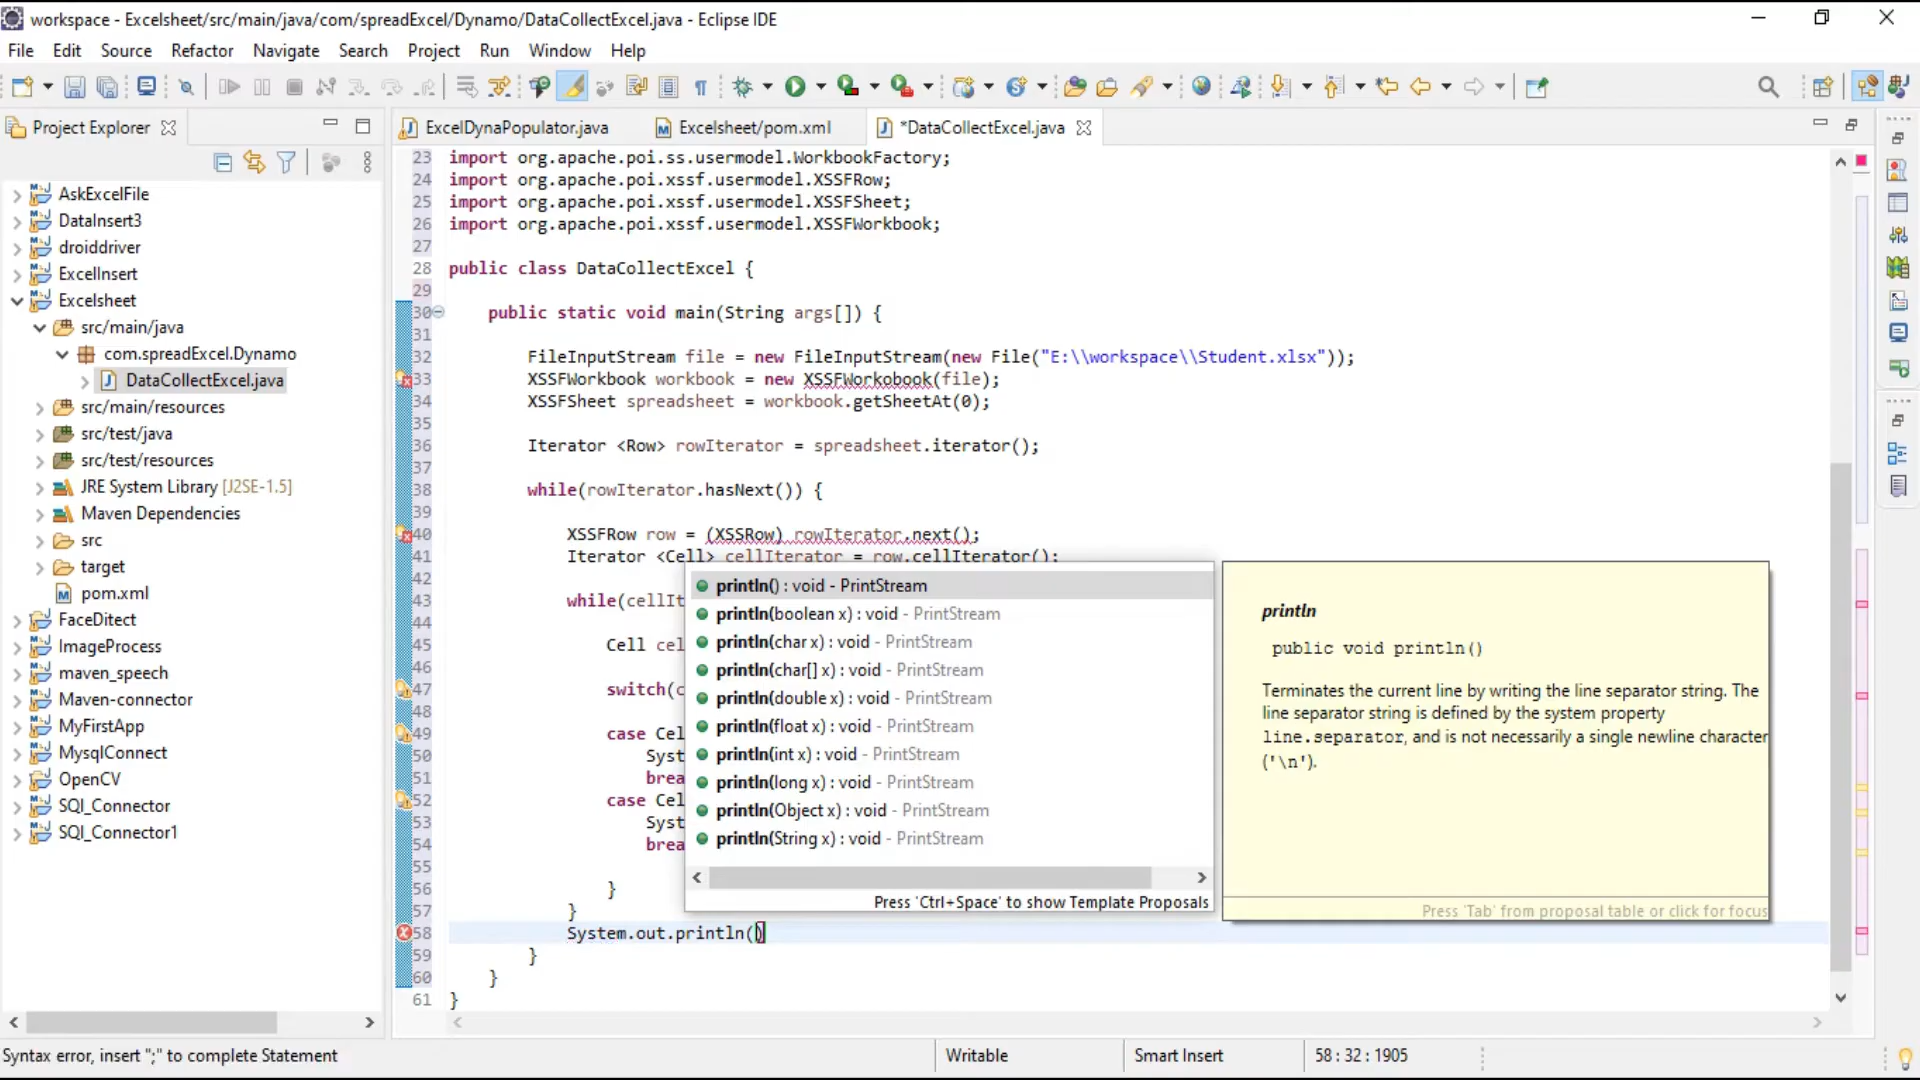 workspace - Excelsheet/src/main/java/com/spreadExcel/Dynamo/DataCollectExcel.java - Eclipse IDE
File Edit Source Refactor Navigate Search Project Run Window Help
Project Explorer
ExcelDynaPopulator.java
Excelsheet/pom.xml
*DataCollectExcel.java
AskExcelFile
DataInsert3
droiddriver
ExcelInsert
Excelsheet
src/main/java
com.spreadExcel.Dynamo
DataCollectExcel.java
src/main/resources
src/test/java
src/test/resources
JRE System Library [J2SE-1.5]
Maven Dependencies
src
target
pom.xml
FaceDitect
ImageProcess
maven_speech
Maven-connector
MyFirstApp
MysqlConnect
OpenCV
SQl_Connector
SQl_Connector1
23 import org.apache.poi.ss.usermodel.WorkbookFactory;
24 import org.apache.poi.xssf.usermodel.XSSFRow;
25 import org.apache.poi.xssf.usermodel.XSSFSheet;
26 import org.apache.poi.xssf.usermodel.XSSFWorkbook;
27
28 public class DataCollectExcel {
29
30 public static void main(String args[]) {
31
32 FileInputStream file = new FileInputStream(new File("E:\\workspace\\Student.xlsx"));
33 XSSFWorkbook workbook = new XSSFWorkobook(file);
34 XSSFSheet spreadsheet = workbook.getSheetAt(0);
35
36 Iterator <Row> rowIterator = spreadsheet.iterator();
37
38 while(rowIterator.hasNext()) {
39
40 XSSFRow row = (XSSRow) rowIterator.next();
41 Iterator <Cell> cellIterator = row.cellIterator();
42
43 while(cellIt
44
45 Cell cel
46
47 switch(c
48
49 case Cel
50 Syst
51 brea
52 case Cel
53 Syst
54 brea
55
56 }
57 }
58 System.out.println()
59 }
60 }
61 }
println() : void - PrintStream
println(boolean x) : void - PrintStream
println(char x) : void - PrintStream
println(char[] x) : void - PrintStream
println(double x) : void - PrintStream
println(float x) : void - PrintStream
println(int x) : void - PrintStream
println(long x) : void - PrintStream
println(Object x) : void - PrintStream
println(String x) : void - PrintStream
Press 'Ctrl+Space' to show Template Proposals
println
public void println()
Terminates the current line by writing the line separator string. The
line separator string is defined by the system property
line.separator, and is not necessarily a single newline character
('\n').
Press 'Tab' from proposal table or click for focus
Syntax error, insert ";" to complete Statement
Writable
Smart Insert
58 : 32 : 1905